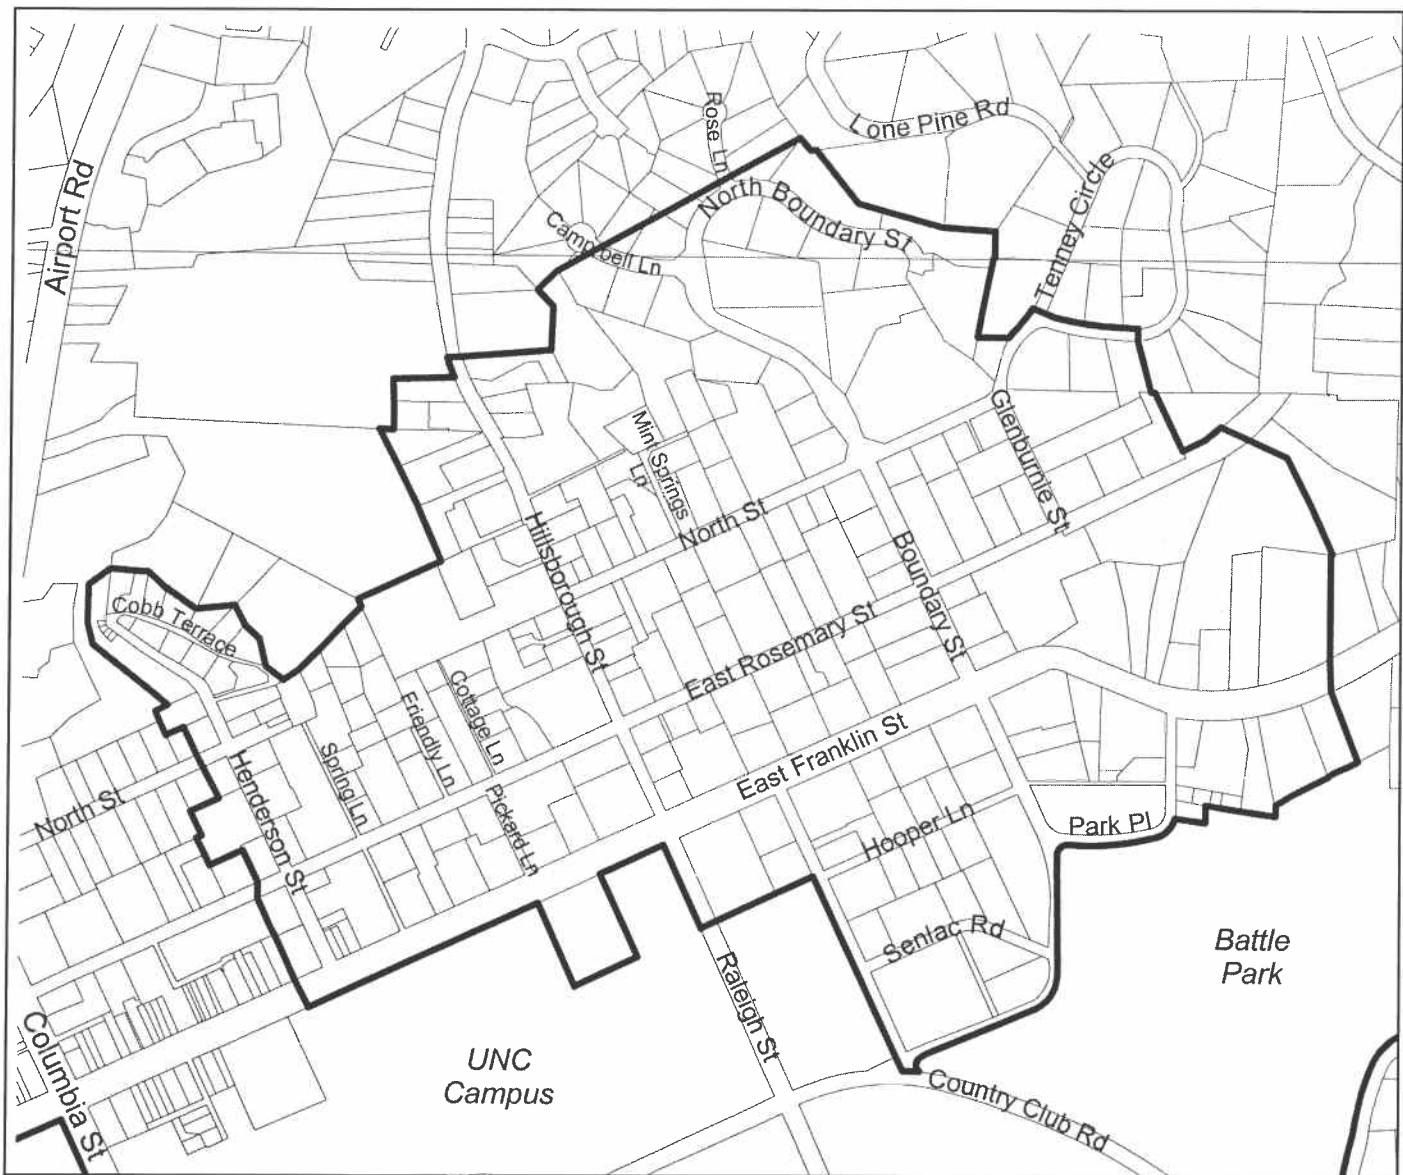 Rose Ln
Lone Pine Rd
Airport Rd
North Boundary St
Tenney Circle
Campbell Ln
Glenburnie St
Mint Springs
Ln
North St
Hillsborough St
Boundary St
Cobb Terrace
East Rosemary St
Cottage Ln
Friendly Ln
Spring Ln
Henderson St
North St
Pickard Ln
East Franklin St
Hooper Ln
Park Pl
Senlac Rd
Battle
Park
Raleigh St
Columbia St
UNC
Campus
Country Club Rd